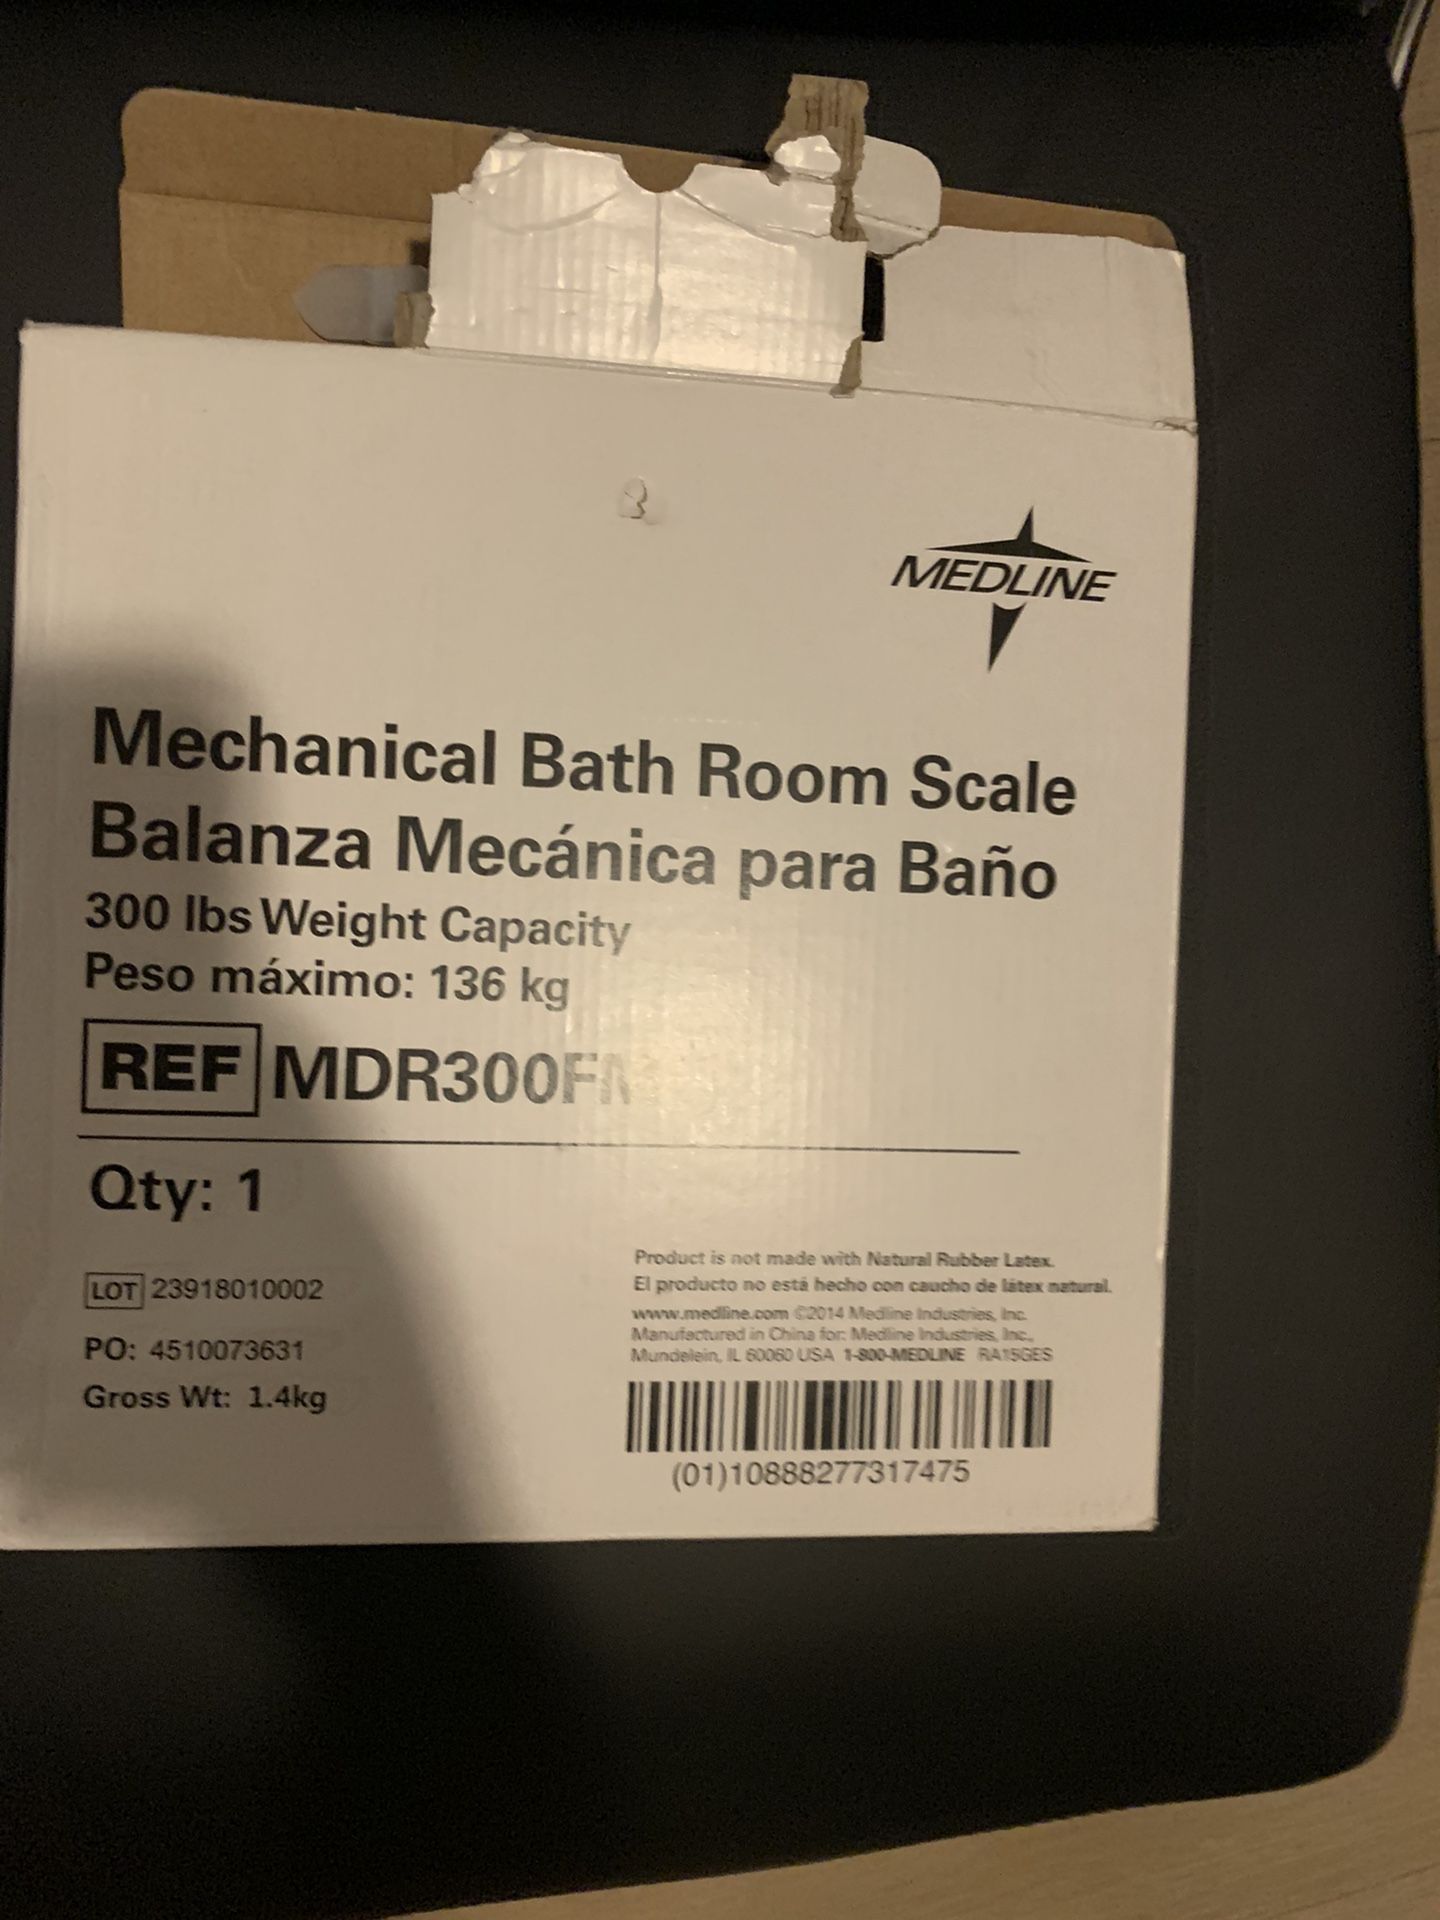 MEDLINE
Mechanical Bath Room Scale
Balanza Mecánica para Baño
300 lbs Weight Capacity
Peso máximo: 136 kg
REF
Qty: 1
LOT 23918010002
PO: 4510073631
Gross Wt: 1.4kg
Product is not made with Natural Rubber Latex.
El producto no está hecho con caucho de látex natural.
www.medline.com ©2014 Medline Industries, Inc.
Manufactured in China for: Medline Industries, Inc.,
Mundelein, IL 60060 USA 1-800-MEDLINE RA15GES
(01)10888277317475